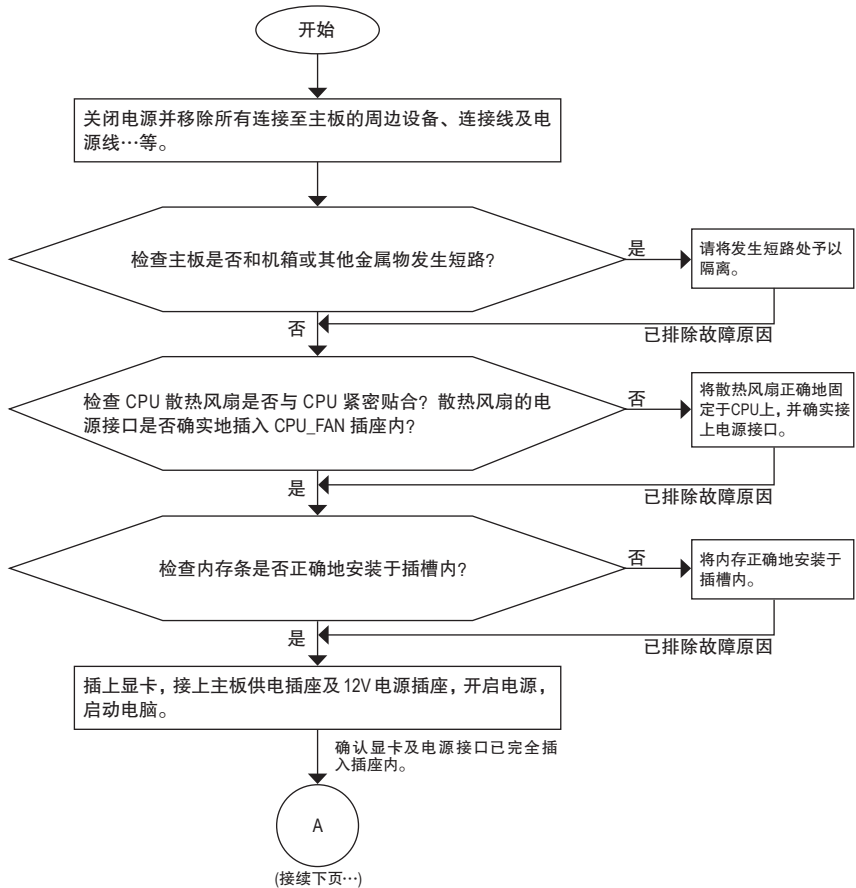 开始
关闭电源并移除所有连接至主板的周边设备、连接线及电
源线…等。
检查主板是否和机箱或其他金属物发生短路?
是
请将发生短路处予以
隔离。
否
已排除故障原因
检查 CPU 散热风扇是否与 CPU 紧密贴合? 散热风扇的电
源接口是否确实地插入 CPU_FAN 插座内?
否
将散热风扇正确地固
定于CPU上,并确实接
上电源接口。
是
已排除故障原因
检查内存条是否正确地安装于插槽内?
否
将内存正确地安装于
插槽内。
是
已排除故障原因
插上显卡,接上主板供电插座及12V电源插座,开启电源,
启动电脑。
确认显卡及电源接口已完全插
入插座内。
A
(接续下页…)